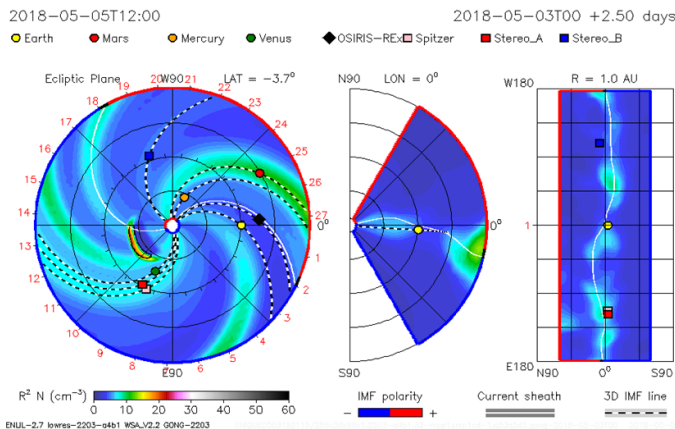 2018-05-05T12:00 2018-05-03T00 +2.50 days
Earth Mars Mercury Venus OSIRIS-REx Spitzer Stereo_A Stereo_B
Ecliptic Plane W90 LAT = -3.7° N90 LON = 0° W180 R = 1.0 AU
18 19 20 21 22 23 24 25 26 27
0° 0° 1
17 16 15 14 13 12 11 10 9 8 7 6 5 4 3 2 1
E90 S90 E180 N90 0° S90
R² N (cm⁻³) 0 10 20 30 40 50 60
IMF polarity Current sheath 3D IMF line
- +
ENLIL-2.7 lowres-2203-a4b1 WSA_V2.2 GONG-2203